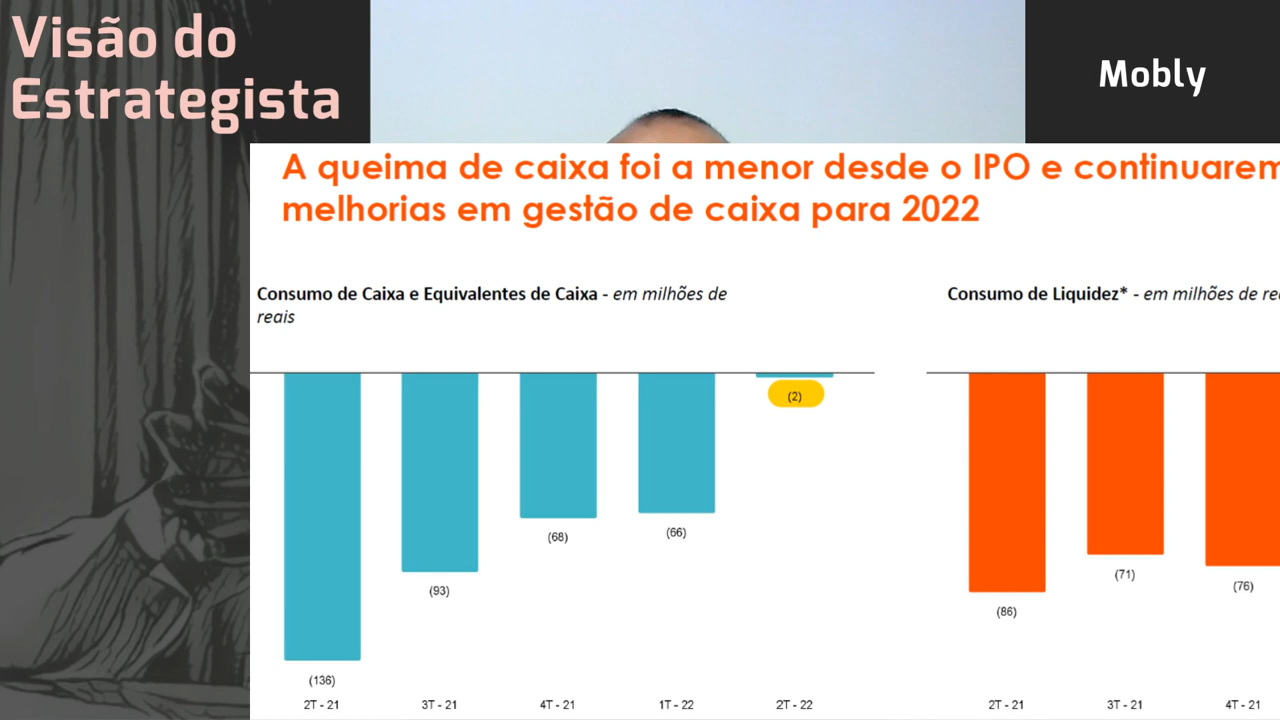 Visão do
Estrategista
Mobly
A queima de caixa foi a menor desde o IPO e continuarem
melhorias em gestão de caixa para 2022
Consumo de Caixa e Equivalentes de Caixa - em milhões de
reais
(136)
(93)
(68)
(66)
(2)
2T - 21
3T - 21
4T - 21
1T - 22
2T - 22
Consumo de Liquidez* - em milhões de
(86)
(71)
(76)
2T - 21
3T - 21
4T - 21